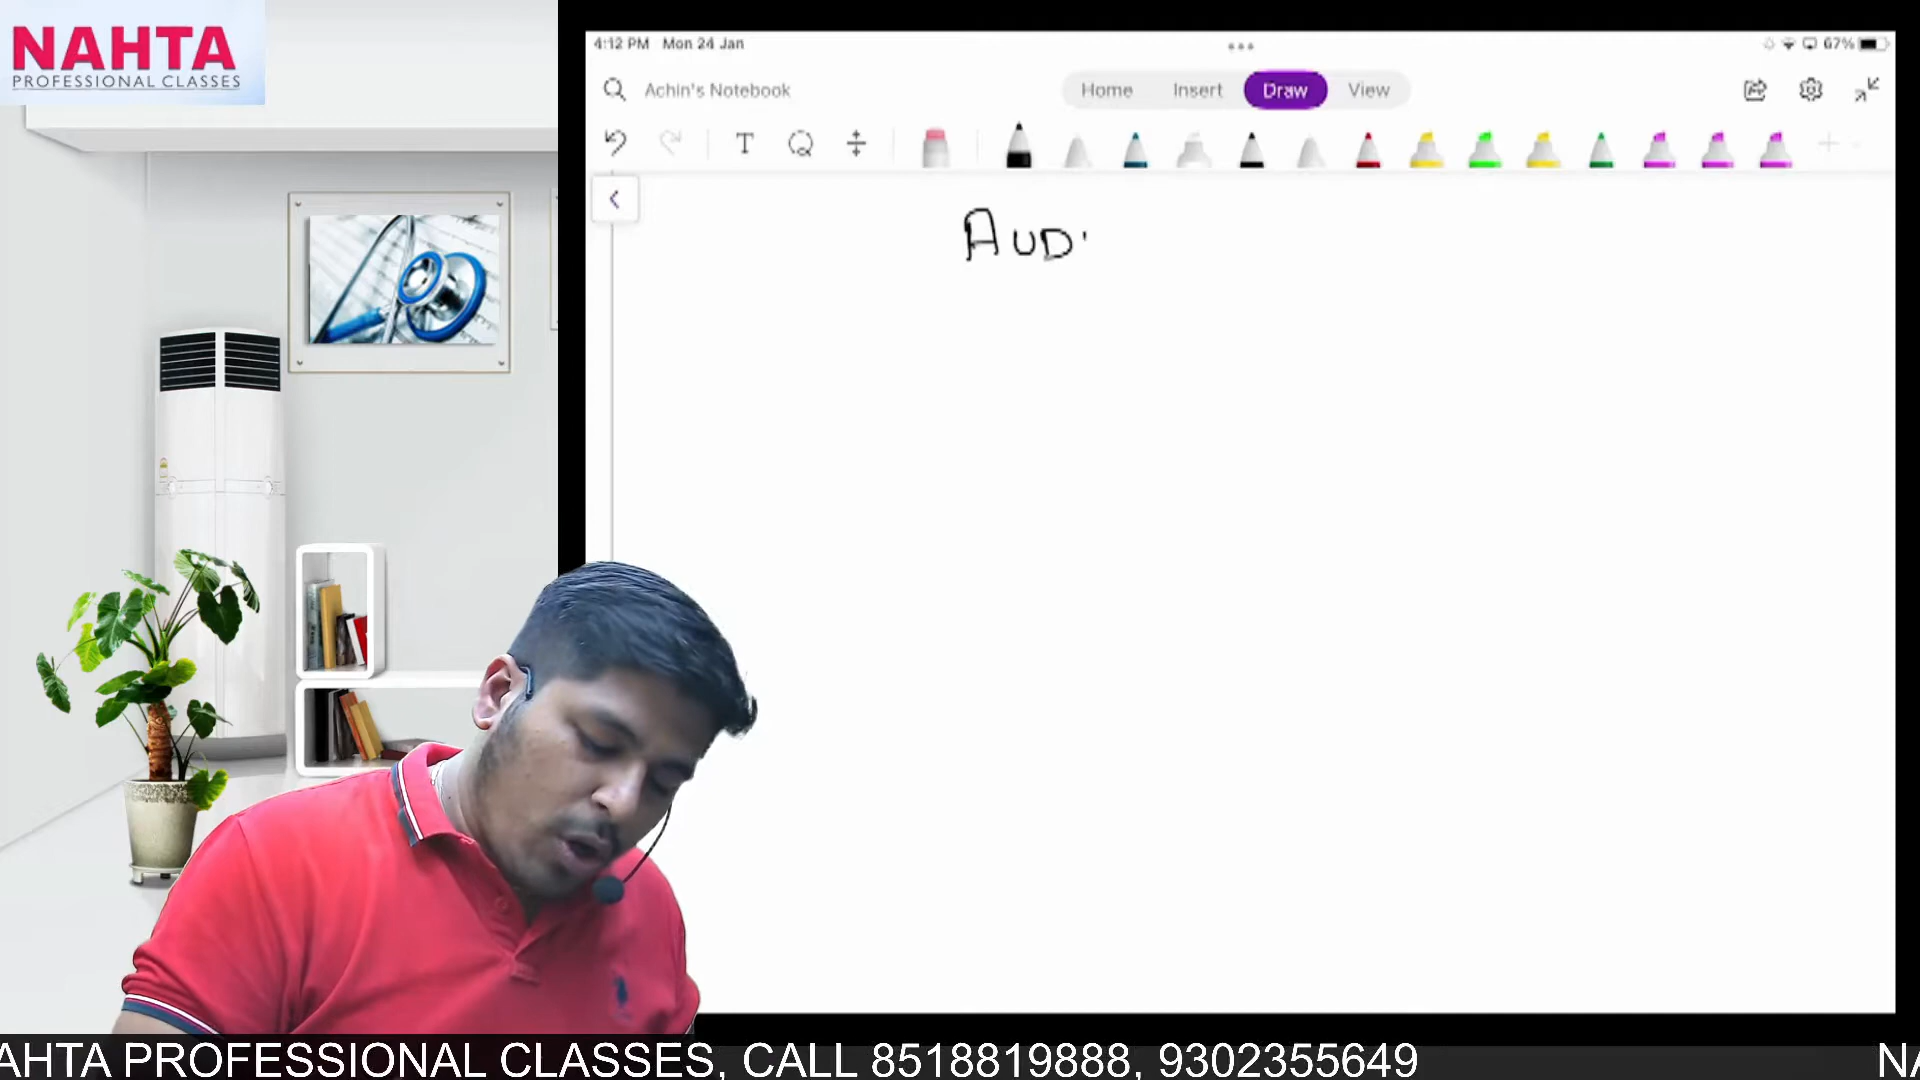 NAHTA
PROFESSIONAL CLASSES
4:12 PM Mon 24 Jan
67%
Achin's Notebook
Home Insert Draw View
T
AUD
AHTA PROFESSIONAL CLASSES, CALL 8518819888, 9302355649 NA